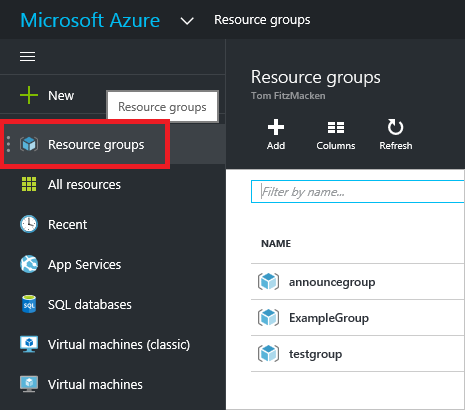 Microsoft Azure
Resource groups
New
Resource groups
Resource groups
All resources
Recent
App Services
SQL databases
Virtual machines (classic)
Virtual machines
Resource groups
Tom FitzMacken
Add Columns Refresh
Filter by name...
NAME
announcegroup
ExampleGroup
testgroup